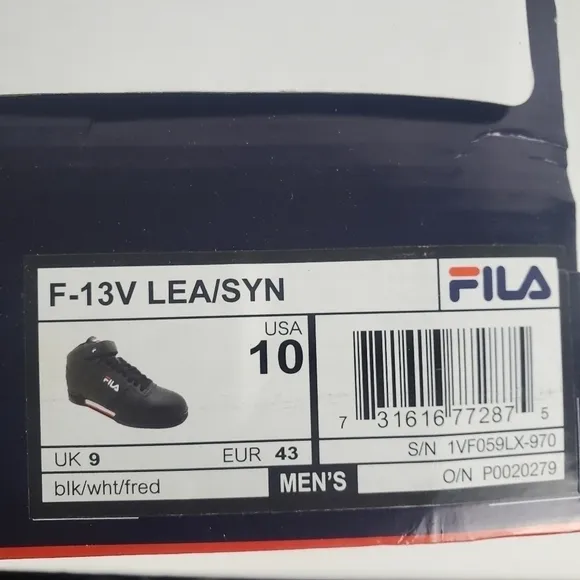 F-13V LEA/SYN
FILA
USA
10
FILA
UK 9
EUR 43
blk/wht/fred
MEN'S
7 31616 77287 5
S/N 1VF059LX-970
O/N P0020279